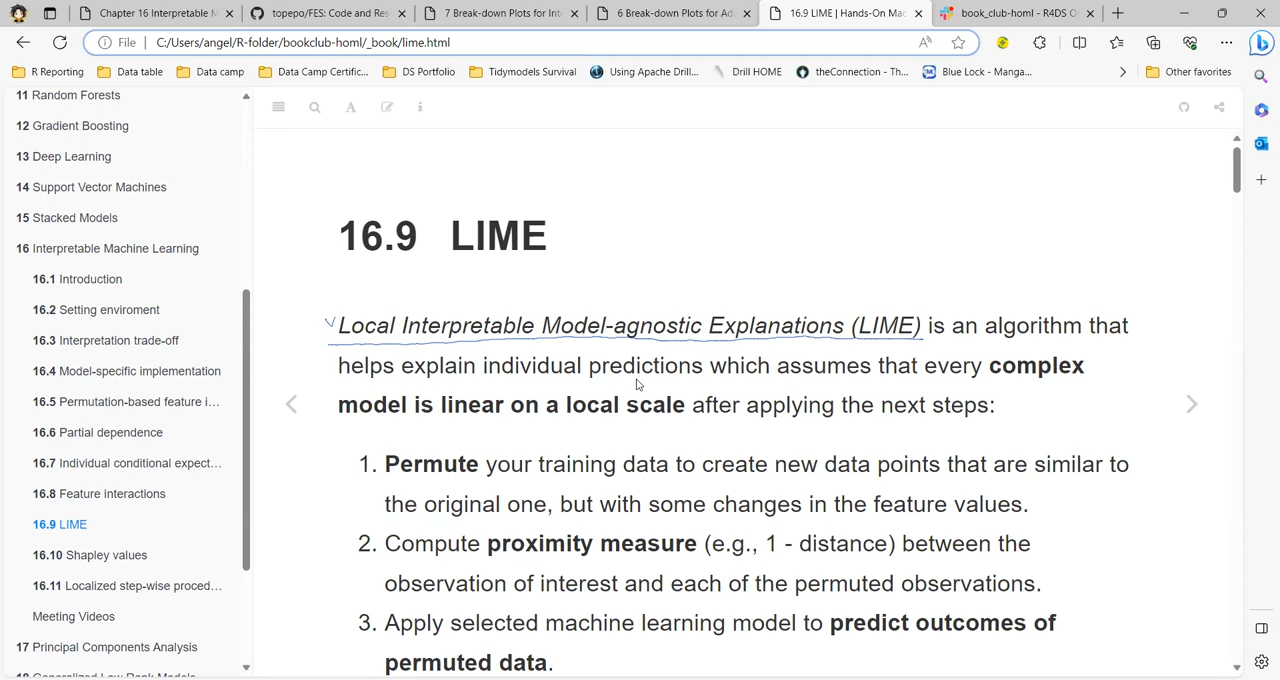 Chapter 16 Interpretable M
topepo/FES: Code and Res
7 Break-down Plots for Int
6 Break-down Plots for Ad
16.9 LIME | Hands-On Mac
book_club-homl - R4DS O
File
C:/Users/angel/R-folder/bookclub-homl/_book/lime.html
R Reporting
Data table
Data camp
Data Camp Certific...
DS Portfolio
Tidymodels Survival
Using Apache Drill...
Drill HOME
theConnection - Th...
Blue Lock - Manga...
Other favorites
11 Random Forests
12 Gradient Boosting
13 Deep Learning
14 Support Vector Machines
15 Stacked Models
16 Interpretable Machine Learning
16.1 Introduction
16.2 Setting enviroment
16.3 Interpretation trade-off
16.4 Model-specific implementation
16.5 Permutation-based feature i...
16.6 Partial dependence
16.7 Individual conditional expect...
16.8 Feature interactions
16.9 LIME
16.10 Shapley values
16.11 Localized step-wise proced...
Meeting Videos
17 Principal Components Analysis
16.9 LIME
Local Interpretable Model-agnostic Explanations (LIME) is an algorithm that
helps explain individual predictions which assumes that every complex
model is linear on a local scale after applying the next steps:
1. Permute your training data to create new data points that are similar to
the original one, but with some changes in the feature values.
2. Compute proximity measure (e.g., 1 - distance) between the
observation of interest and each of the permuted observations.
3. Apply selected machine learning model to predict outcomes of
permuted data.